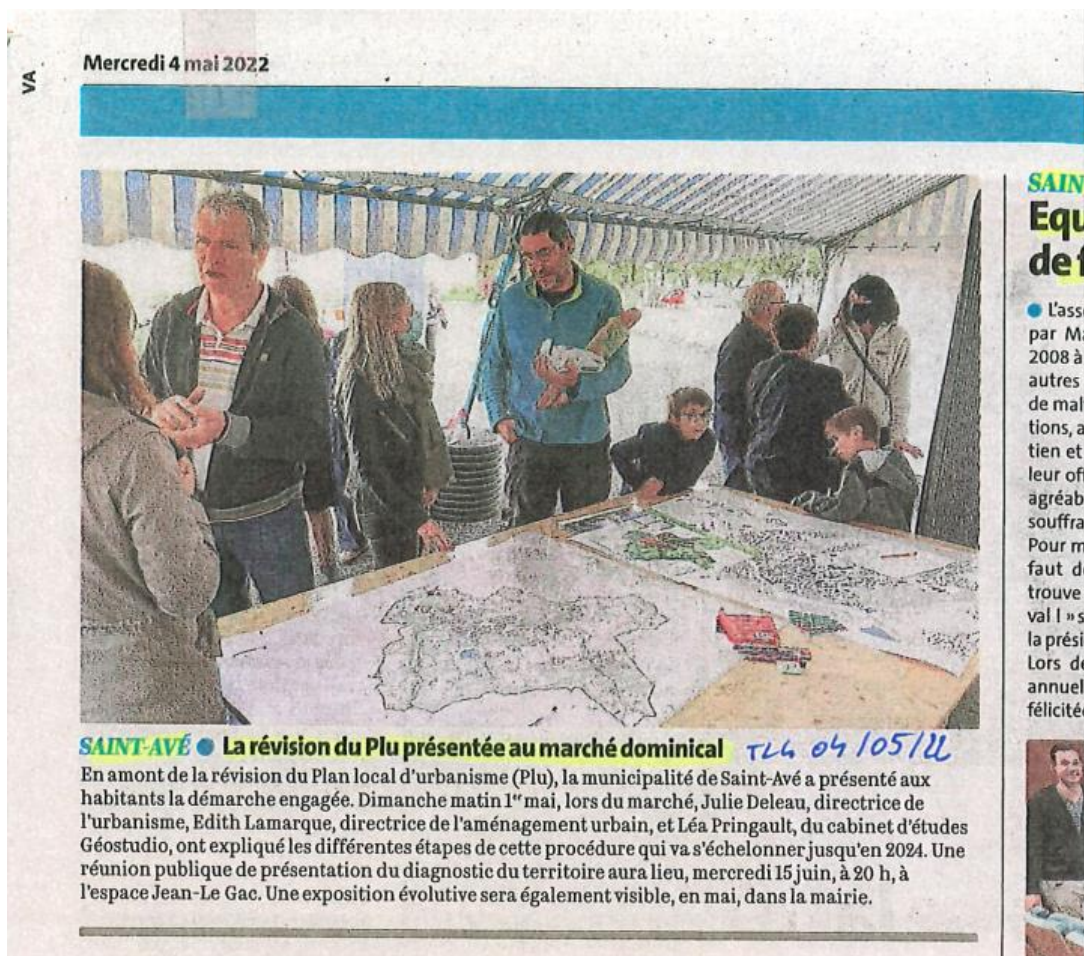 VA
Mercredi 4 mai 2022
SAINT-AVÉ ● La révision du Plu présentée au marché dominical TLG 04/05/22
En amont de la révision du Plan local d'urbanisme (Plu), la municipalité de Saint-Avé a présenté aux
habitants la démarche engagée. Dimanche matin 1er mai, lors du marché, Julie Deleau, directrice de
l'urbanisme, Edith Lamarque, directrice de l'aménagement urbain, et Léa Pringault, du cabinet d'études
Géostudio, ont expliqué les différentes étapes de cette procédure qui va s'échelonner jusqu'en 2024. Une
réunion publique de présentation du diagnostic du territoire aura lieu, mercredi 15 juin, à 20 h, à
l'espace Jean-Le Gac. Une exposition évolutive sera également visible, en mai, dans la mairie.
SAIN
Equ
de f
● L'ass
par Ma
2008 à
autres
de mal
tions, a
tien et
leur off
agréab
souffra
Pour m
faut de
trouve
val ! » s
la prési
Lors de
annuel
félicité